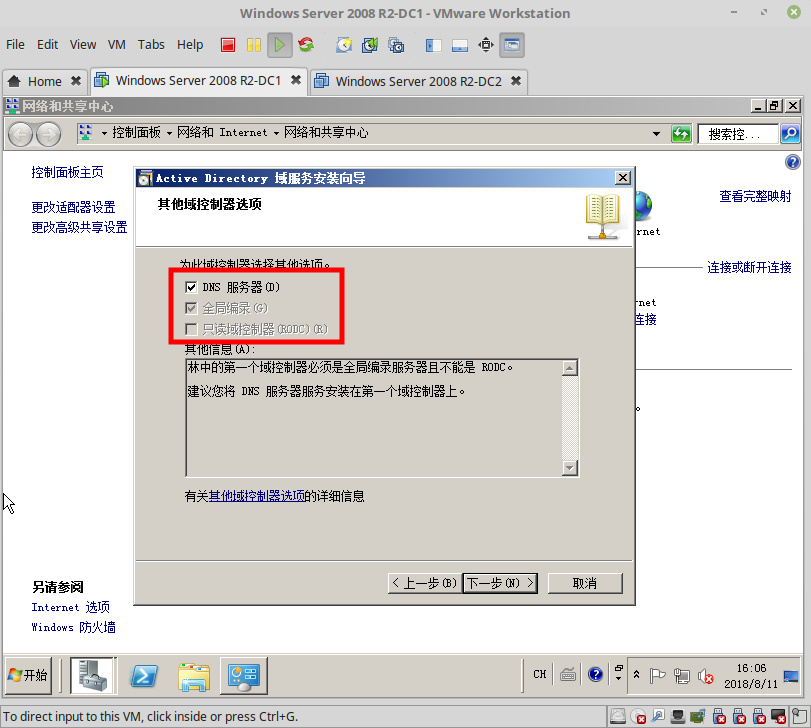 Windows Server 2008 R2-DC1 - VMware Workstation
File Edit View VM Tabs Help
Home Windows Server 2008 R2-DC1 Windows Server 2008 R2-DC2
网络和共享中心
控制面板 网络和 Internet 网络和共享中心 搜索控...
控制面板主页
更改适配器设置
更改高级共享设置
查看完整映射
rnet
连接或断开连接
rnet
连接
Active Directory 域服务安装向导
其他域控制器选项
为此域控制器选择其他选项。
DNS 服务器(D)
全局编录(G)
只读域控制器(RODC)(R)
其他信息(A):
林中的第一个域控制器必须是全局编录服务器且不能是 RODC。
建议您将 DNS 服务器服务安装在第一个域控制器上。
有关其他域控制器选项的详细信息
< 上一步(B) 下一步(N) > 取消
另请参阅
Internet 选项
Windows 防火墙
开始 CH 16:06
2018/8/11
To direct input to this VM, click inside or press Ctrl+G.